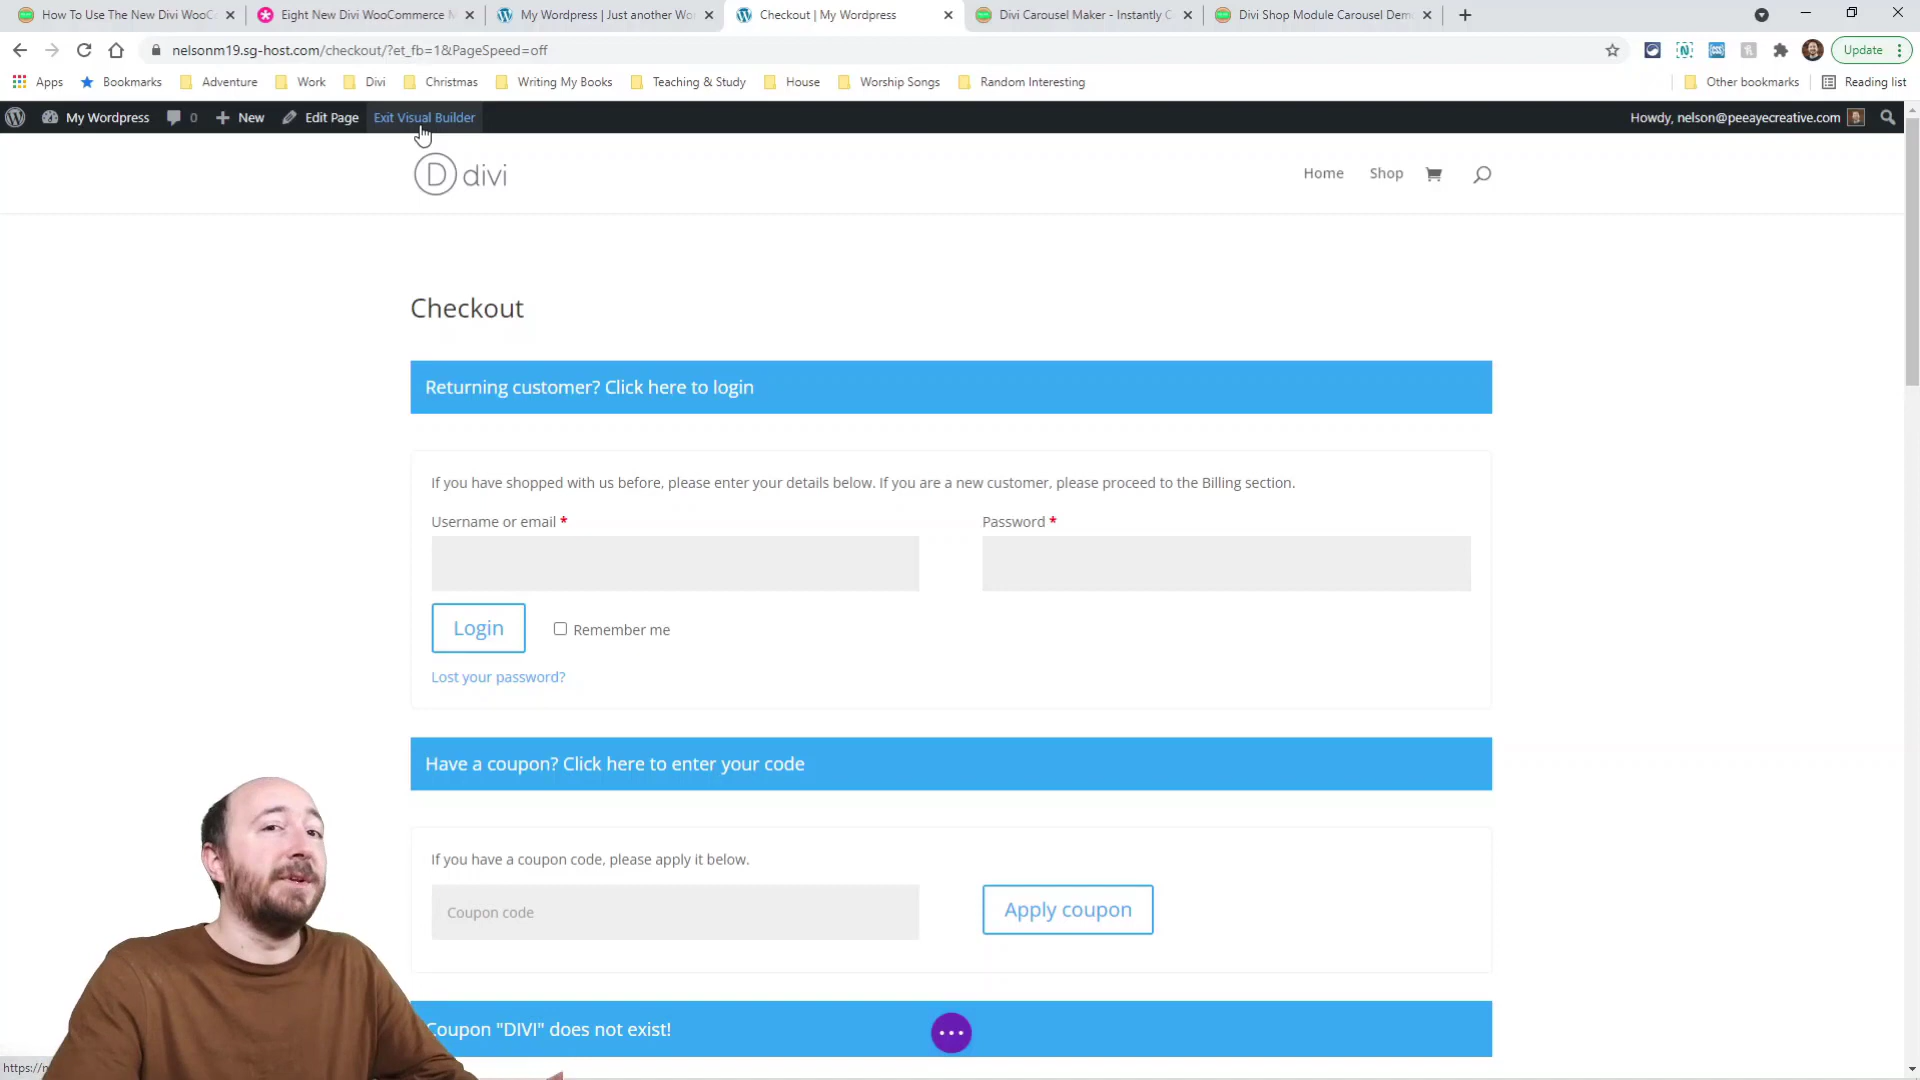 How To Use The New Divi WooC
Eight New Divi WooCommerce M
My Wordpress | Just another Wo
Checkout | My Wordpress
Divi Carousel Maker - Instantly C
Divi Shop Module Carousel Dem
nelsonm19.sg-host.com/checkout/?et_fb=1&PageSpeed=off
Update
Apps
Bookmarks
Adventure
Work
Divi
Christmas
Writing My Books
Teaching & Study
House
Worship Songs
Random Interesting
Other bookmarks
Reading list
My Wordpress
0
New
Edit Page
Exit Visual Builder
Howdy, nelson@peeayecreative.com
D divi
Home
Shop
Checkout
Returning customer? Click here to login
If you have shopped with us before, please enter your details below. If you are a new customer, please proceed to the Billing section.
Username or email *
Password *
Login
Remember me
Lost your password?
Have a coupon? Click here to enter your code
If you have a coupon code, please apply it below.
Coupon code
Apply coupon
Coupon "DIVI" does not exist!